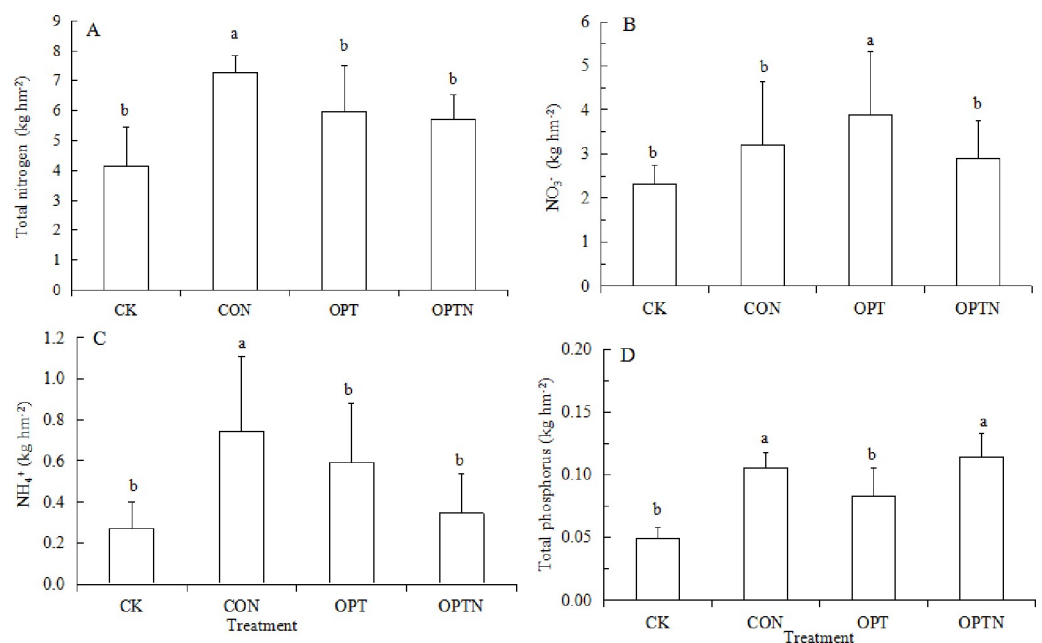 A
Total nitrogen (kg hm-2)
9
8
7
6
5
4
3
2
1
0
b
a
b
b
CK
CON
OPT
OPTN
B
NO3- (kg hm-2)
6
5
4
3
2
1
0
b
b
a
b
CK
CON
OPT
OPTN
C
NH4+ (kg hm-2)
1.2
1.0
0.8
0.6
0.4
0.2
0.0
b
a
b
b
CK
CON
OPT
OPTN
Treatment
D
Total phosphorus (kg hm-2)
0.20
0.15
0.10
0.05
0.00
b
a
b
a
CK
CON
OPT
OPTN
Treatment